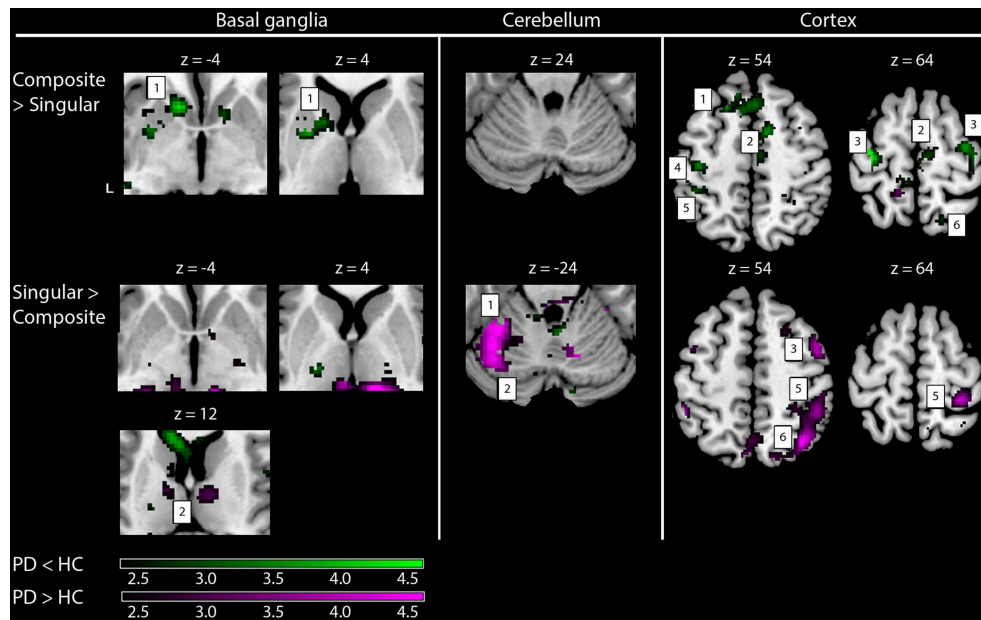 Basal ganglia Cerebellum Cortex
Composite > Singular
z = -4 z = 4 z = 24 z = 54 z = 64
1 1 1 2 3 2 3
4 5 6
L
Singular > Composite
z = -4 z = 4 z = -24 z = 54 z = 64
1 2 3 5 6 5
z = 12
2
PD < HC
2.5 3.0 3.5 4.0 4.5
PD > HC
2.5 3.0 3.5 4.0 4.5